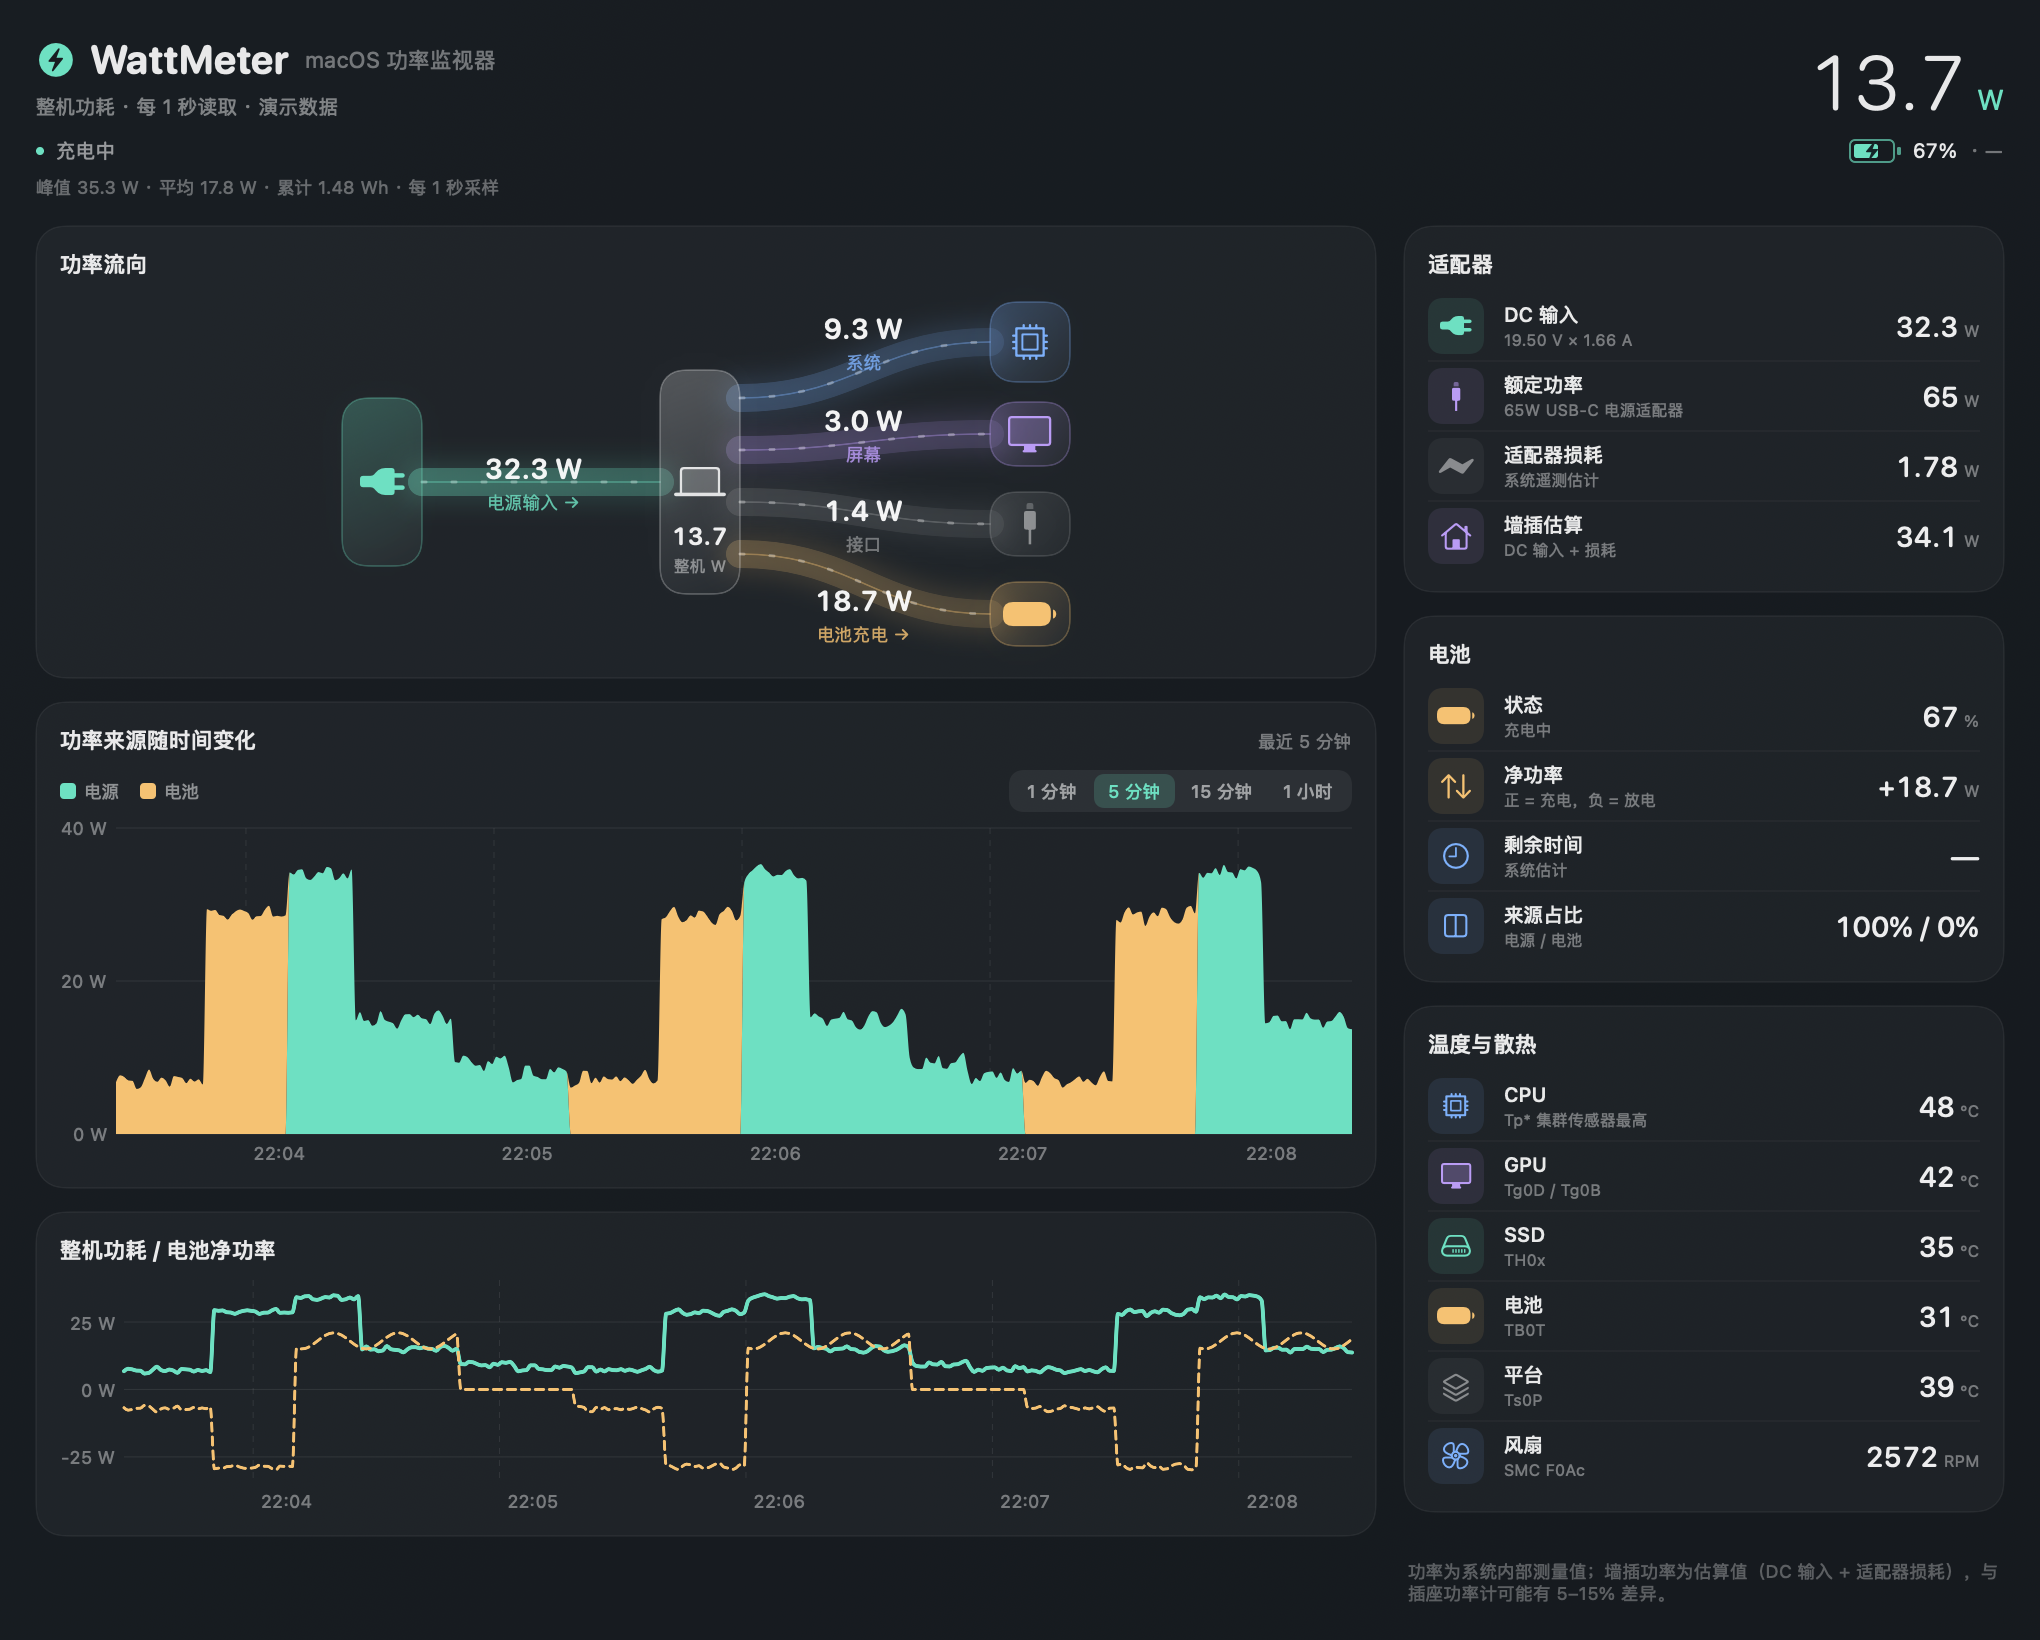 WattMeter macOS 功率监视器
整机功耗 · 每 1 秒读取 · 演示数据
充电中
峰值 35.3 W · 平均 17.8 W · 累计 1.48 Wh · 每 1 秒采样
13.7 W
67% · —
功率流向
32.3 W
电源输入 →
13.7
整机 W
9.3 W
系统
3.0 W
屏幕
1.4 W
接口
18.7 W
电池充电 →
功率来源随时间变化
最近 5 分钟
电源 电池
1 分钟 5 分钟 15 分钟 1 小时
40 W
20 W
0 W
22:04 22:05 22:06 22:07 22:08
整机功耗 / 电池净功率
25 W
0 W
-25 W
22:04 22:05 22:06 22:07 22:08
适配器
DC 输入
19.50 V × 1.66 A
32.3 W
额定功率
65W USB-C 电源适配器
65 W
适配器损耗
系统遥测估计
1.78 W
墙插估算
DC 输入 + 损耗
34.1 W
电池
状态
充电中
67 %
净功率
正 = 充电，负 = 放电
+18.7 W
剩余时间
系统估计
—
来源占比
电源 / 电池
100% / 0%
温度与散热
CPU
Tp* 集群传感器最高
48 °C
GPU
Tg0D / Tg0B
42 °C
SSD
TH0x
35 °C
电池
TB0T
31 °C
平台
Ts0P
39 °C
风扇
SMC F0Ac
2572 RPM
功率为系统内部测量值；墙插功率为估算值（DC 输入 + 适配器损耗），与
插座功率计可能有 5–15% 差异。